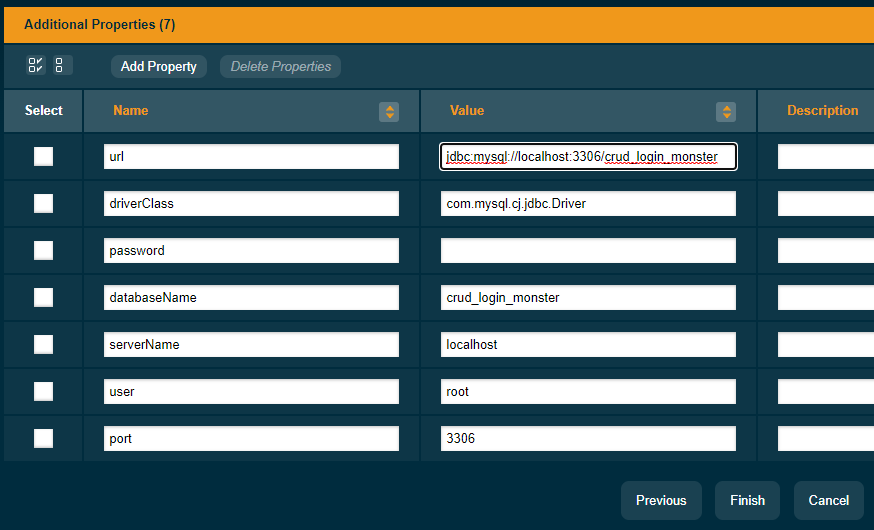 Additional Properties (7)
Add Property Delete Properties
Select Name Value Description
url jdbc:mysql://localhost:3306/crud_login_monster
driverClass com.mysql.cj.jdbc.Driver
password
databaseName crud_login_monster
serverName localhost
user root
port 3306
Previous Finish Cancel